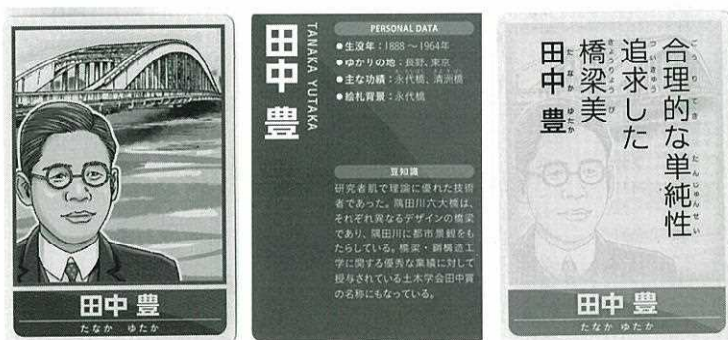 田中 豊
たなか ゆたか
田中 豊
TANAKA YUTAKA
PERSONAL DATA
●生没年：1888～1964年
●ゆかりの地：長野、東京
●主な功績：永代橋、清洲橋
●絵札背景：永代橋
豆知識
研究者肌で理論に優れた技術
者であった。隅田川六大橋は、
それぞれ異なるデザインの橋梁
であり、隅田川に都市景観をも
たらしている。橋梁・鋼構造工
学に関する優秀な業績に対して
授与されている土木学会田中賞
の名称にもなっている。
合理的な単純性
ごうりてき たんじゅんせい
追求した
ついきゅう
橋梁美
きょうりょうび
田中 豊
たなか ゆたか
田中 豊
たなか ゆたか